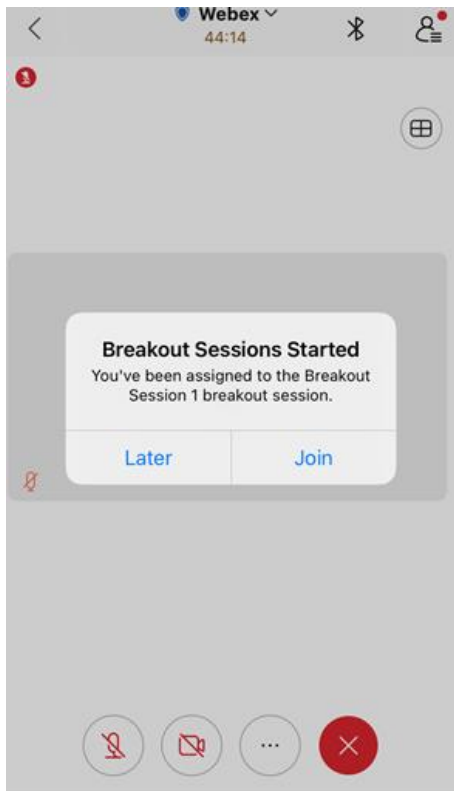 Webex
44:14
Breakout Sessions Started
You've been assigned to the Breakout
Session 1 breakout session.
Later
Join